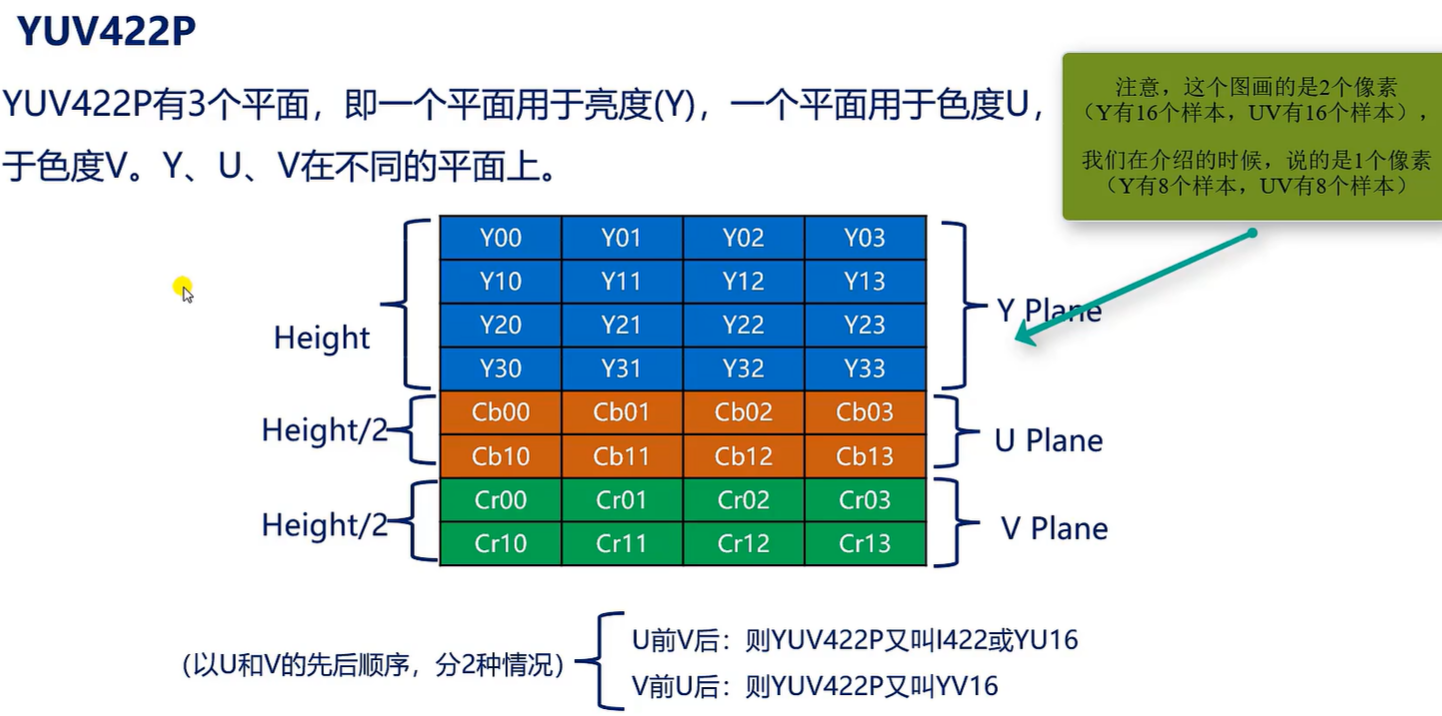 YUV422P
YUV422P有3个平面，即一个平面用于亮度(Y)，一个平面用于色度U，
于色度V。Y、U、V在不同的平面上。
注意，这个图画的是2个像素
（Y有16个样本，UV有16个样本），
我们在介绍的时候，说的是1个像素
（Y有8个样本，UV有8个样本）
Y00 Y01 Y02 Y03
Y10 Y11 Y12 Y13
Y20 Y21 Y22 Y23
Y30 Y31 Y32 Y33
Height
Y Plane
Cb00 Cb01 Cb02 Cb03
Cb10 Cb11 Cb12 Cb13
Height/2
U Plane
Cr00 Cr01 Cr02 Cr03
Cr10 Cr11 Cr12 Cr13
Height/2
V Plane
(以U和V的先后顺序，分2种情况)
U前V后：则YUV422P又叫I422或YU16
V前U后：则YUV422P又叫YV16